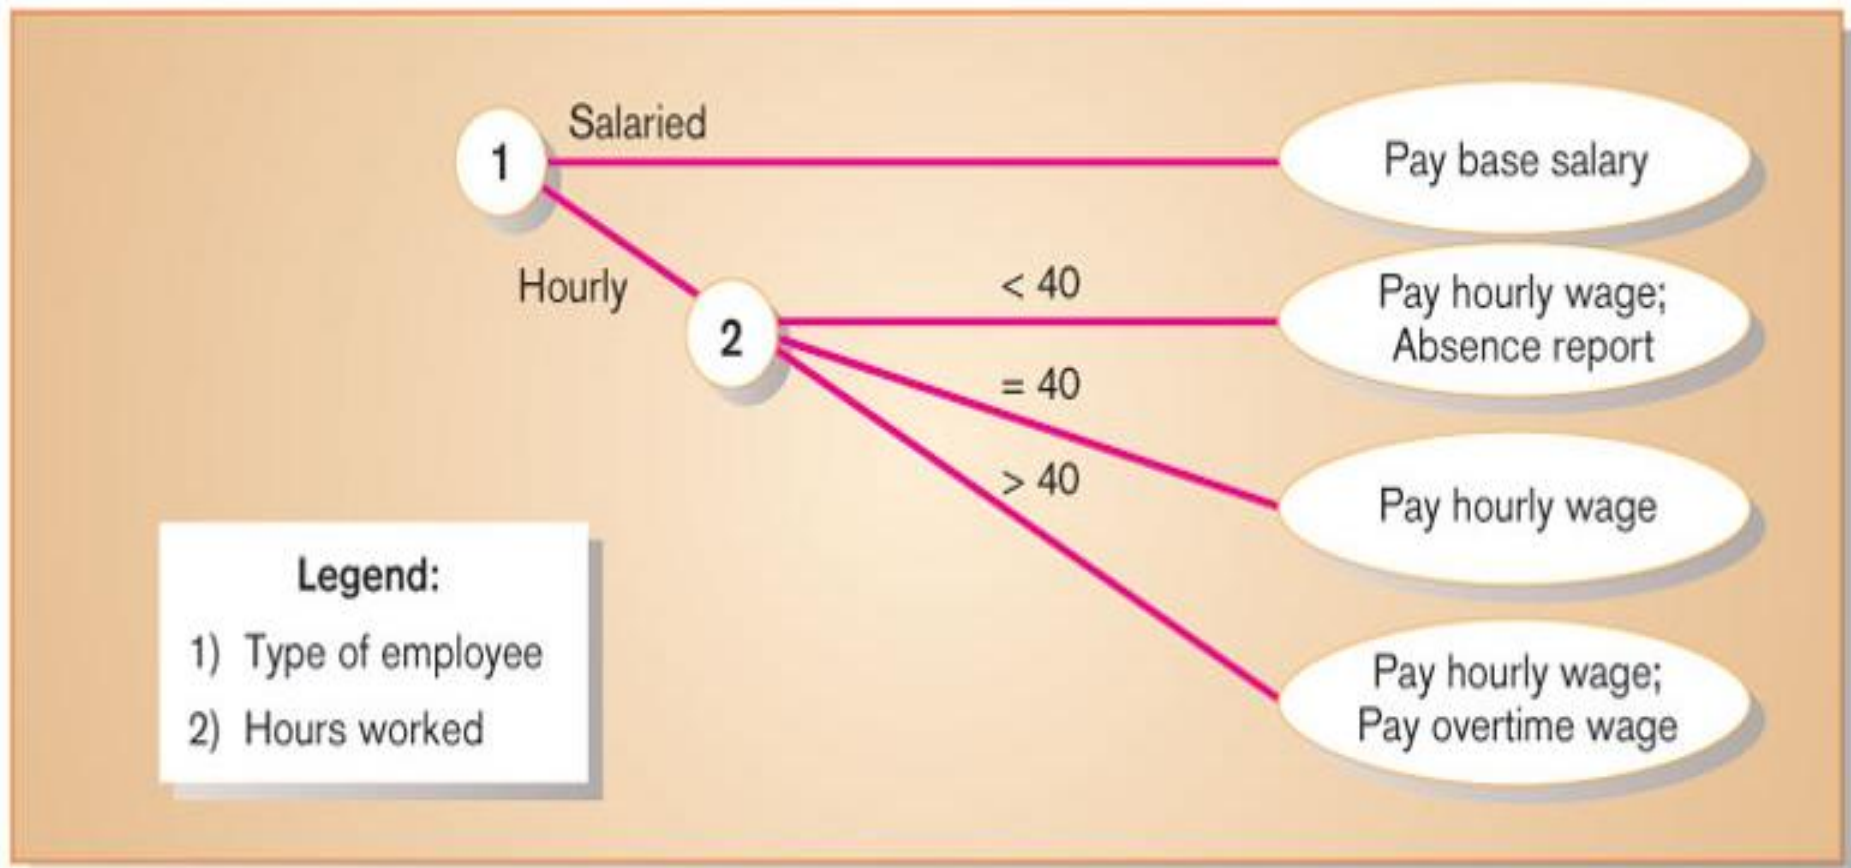 Salaried
1
Pay base salary
Hourly
2
< 40
Pay hourly wage;
Absence report
= 40
Pay hourly wage
> 40
Pay hourly wage;
Pay overtime wage
Legend:
1) Type of employee
2) Hours worked